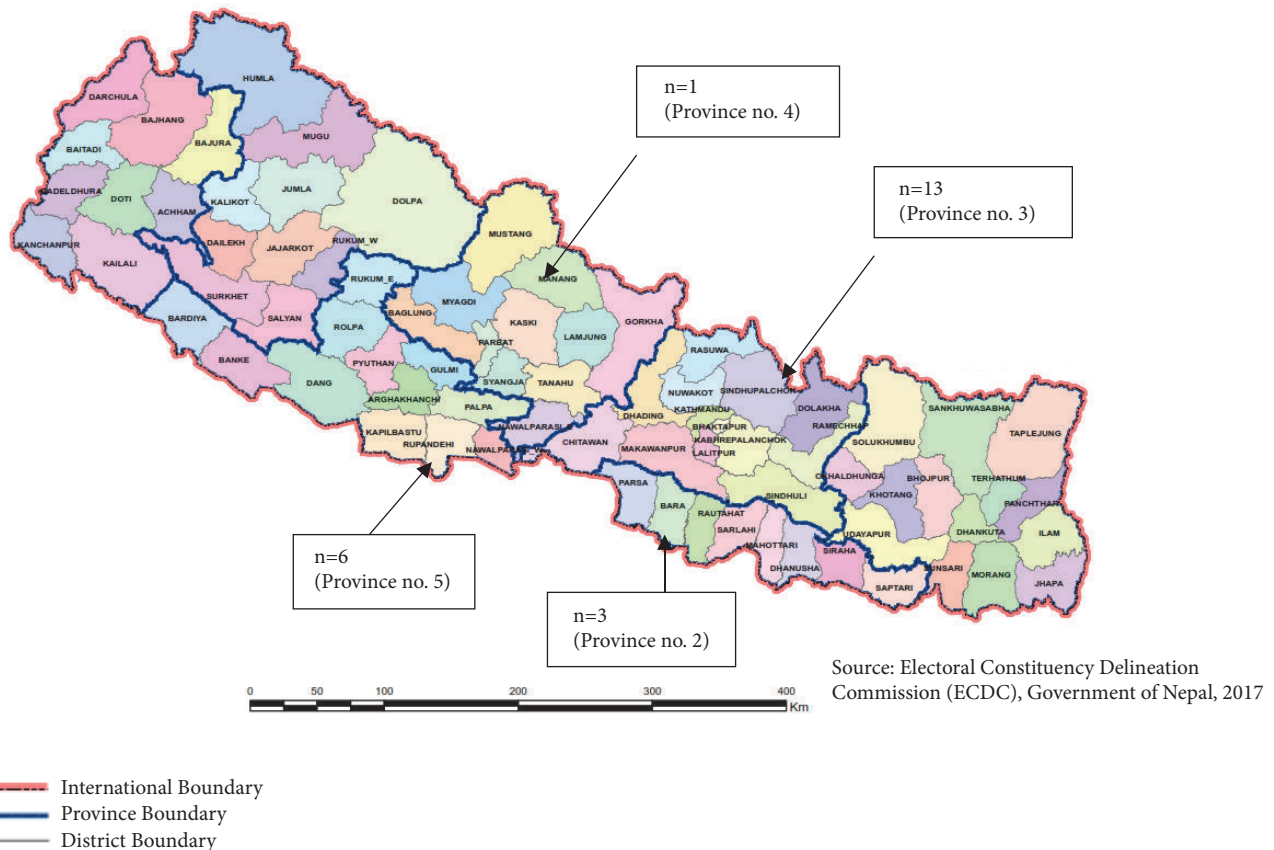 HUMLA
DARCHULA
BAJHANG
MUGU
BAJURA
BAITADI
JUMLA
DADELDHURA
DOTI
KALIKOT
DOLPA
ACHHAM
KANCHANPUR
DAILEKH
JAJARKOT
RUKUM_W
MUSTANG
KAILALI
RUKUM_E
MANANG
SURKHET
MYAGDI
BARDIYA
SALYAN
ROLPA
BAGLUNG
KASKI
GORKHA
LAMJUNG
PARBAT
RASUWA
BANKE
PYUTHAN
GULMI
SYANGJA
TANAHU
DANG
NUWAKOT
SINDHUPALCHOK
ARGHAKHANCHI
PALPA
DHADING
KATHMANDU
DOLAKHA
SANKHUWASABHA
BHAKTAPUR
RAMECHHAP
KAPILBASTU
NAWALPARASI_E
TAPLEJUNG
RUPANDEHI
NAWALPARASI_W
CHITAWAN
MAKAWANPUR
KABHREPALANCHOK
LALITPUR
SOLUKHUMBU
PARSA
OKHALDHUNGA
TERHATHUM
BHOJPUR
KHOTANG
SINDHULI
PANCHTHAR
BARA
RAUTAHAT
SARLAHI
UDAYAPUR
DHANKUTA
ILAM
MAHOTTARI
SIRAHA
DHANUSHA
SUNSARI
MORANG
JHAPA
SAPTARI
n=1
(Province no. 4)
n=13
(Province no. 3)
n=6
(Province no. 5)
n=3
(Province no. 2)
Source: Electoral Constituency Delineation
Commission (ECDC), Government of Nepal, 2017
0 50 100 200 300 400
Km
International Boundary
Province Boundary
District Boundary